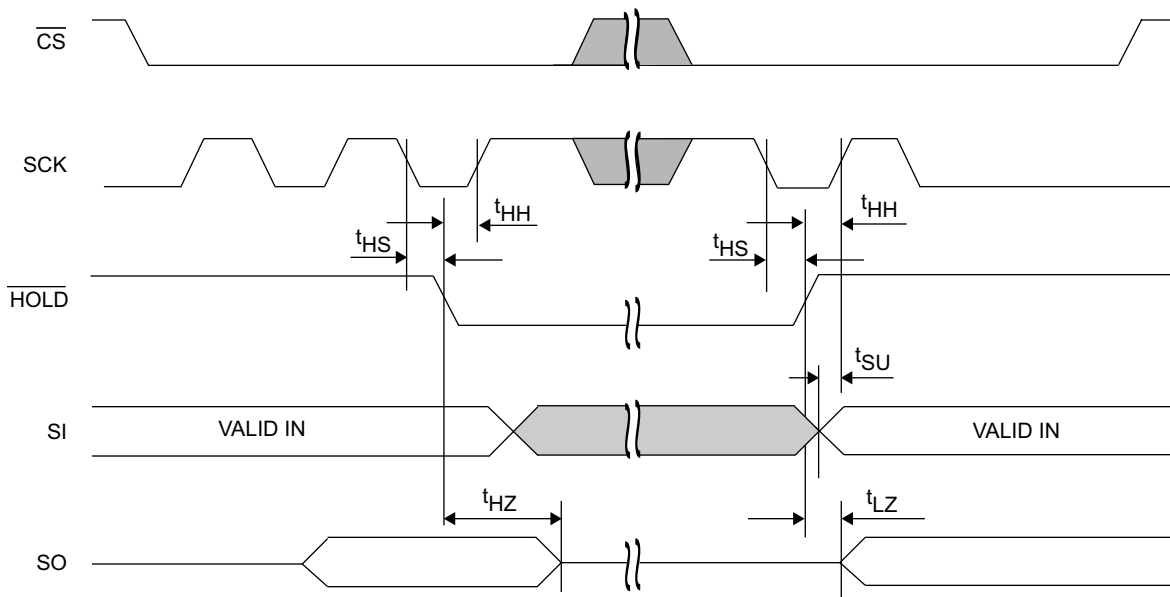 CS
SCK
tHH
tHH
tHS
tHS
HOLD
tSU
SI
VALID IN
VALID IN
tHZ
tLZ
SO